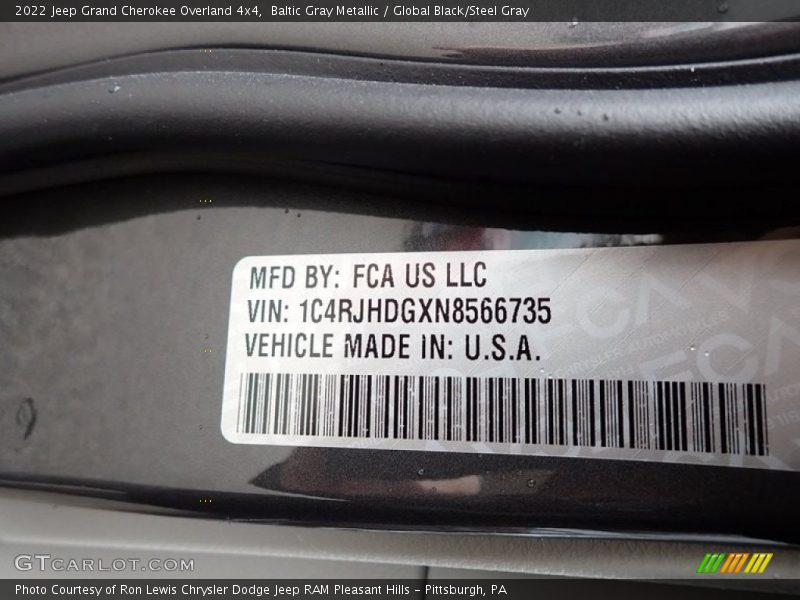 2022 Jeep Grand Cherokee Overland 4x4, Baltic Gray Metallic / Global Black/Steel Gray
MFD BY: FCA US LLC
VIN: 1C4RJHDGXN8566735
VEHICLE MADE IN: U.S.A.
FCA
FCA
GTCARLOT.COM
Photo Courtesy of Ron Lewis Chrysler Dodge Jeep RAM Pleasant Hills – Pittsburgh, PA